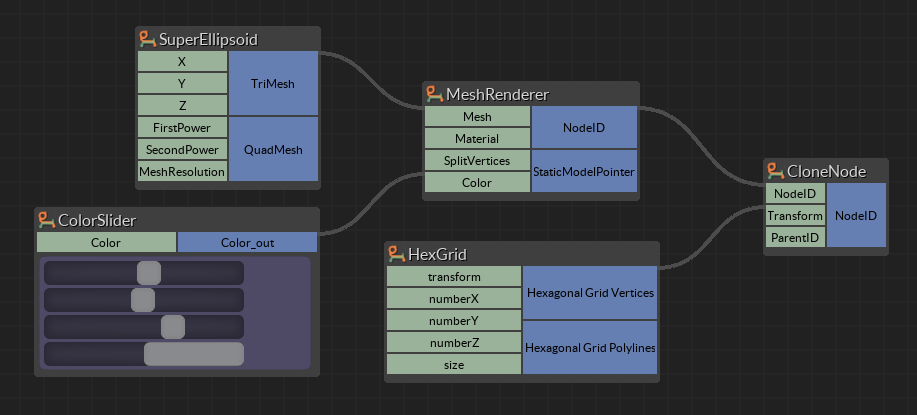 SuperEllipsoid
X
Y
Z
FirstPower
SecondPower
MeshResolution
TriMesh
QuadMesh
MeshRenderer
Mesh
Material
SplitVertices
Color
NodeID
StaticModelPointer
CloneNode
NodeID
Transform
ParentID
NodeID
ColorSlider
Color
Color_out
HexGrid
transform
numberX
numberY
numberZ
size
Hexagonal Grid Vertices
Hexagonal Grid Polylines